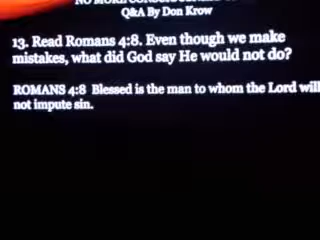 Q&A By Don Krow
13. Read Romans 4:8. Even though we make
mistakes, what did God say He would not do?
ROMANS 4:8 Blessed is the man to whom the Lord will
not impute sin.